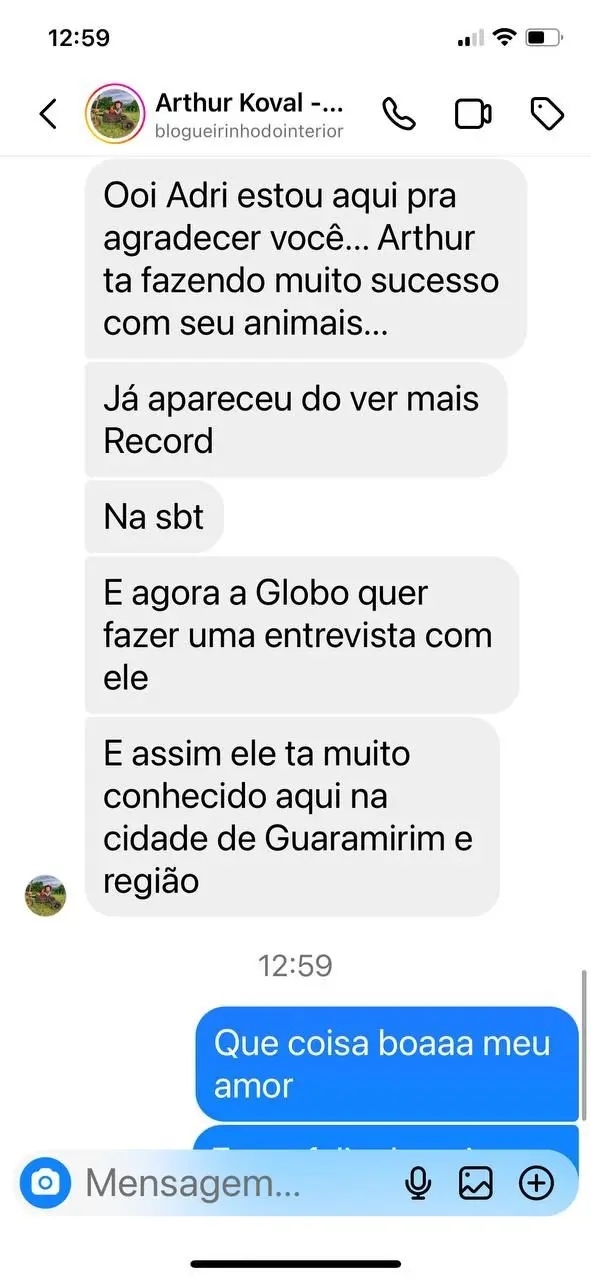 12:59
Arthur Koval -...
blogueirinhodointerior
Ooi Adri estou aqui pra
agradecer você... Arthur
ta fazendo muito sucesso
com seu animais...
Já apareceu do ver mais
Record
Na sbt
E agora a Globo quer
fazer uma entrevista com
ele
E assim ele ta muito
conhecido aqui na
cidade de Guaramirim e
região
12:59
Que coisa boaaa meu
amor
Mensagem...